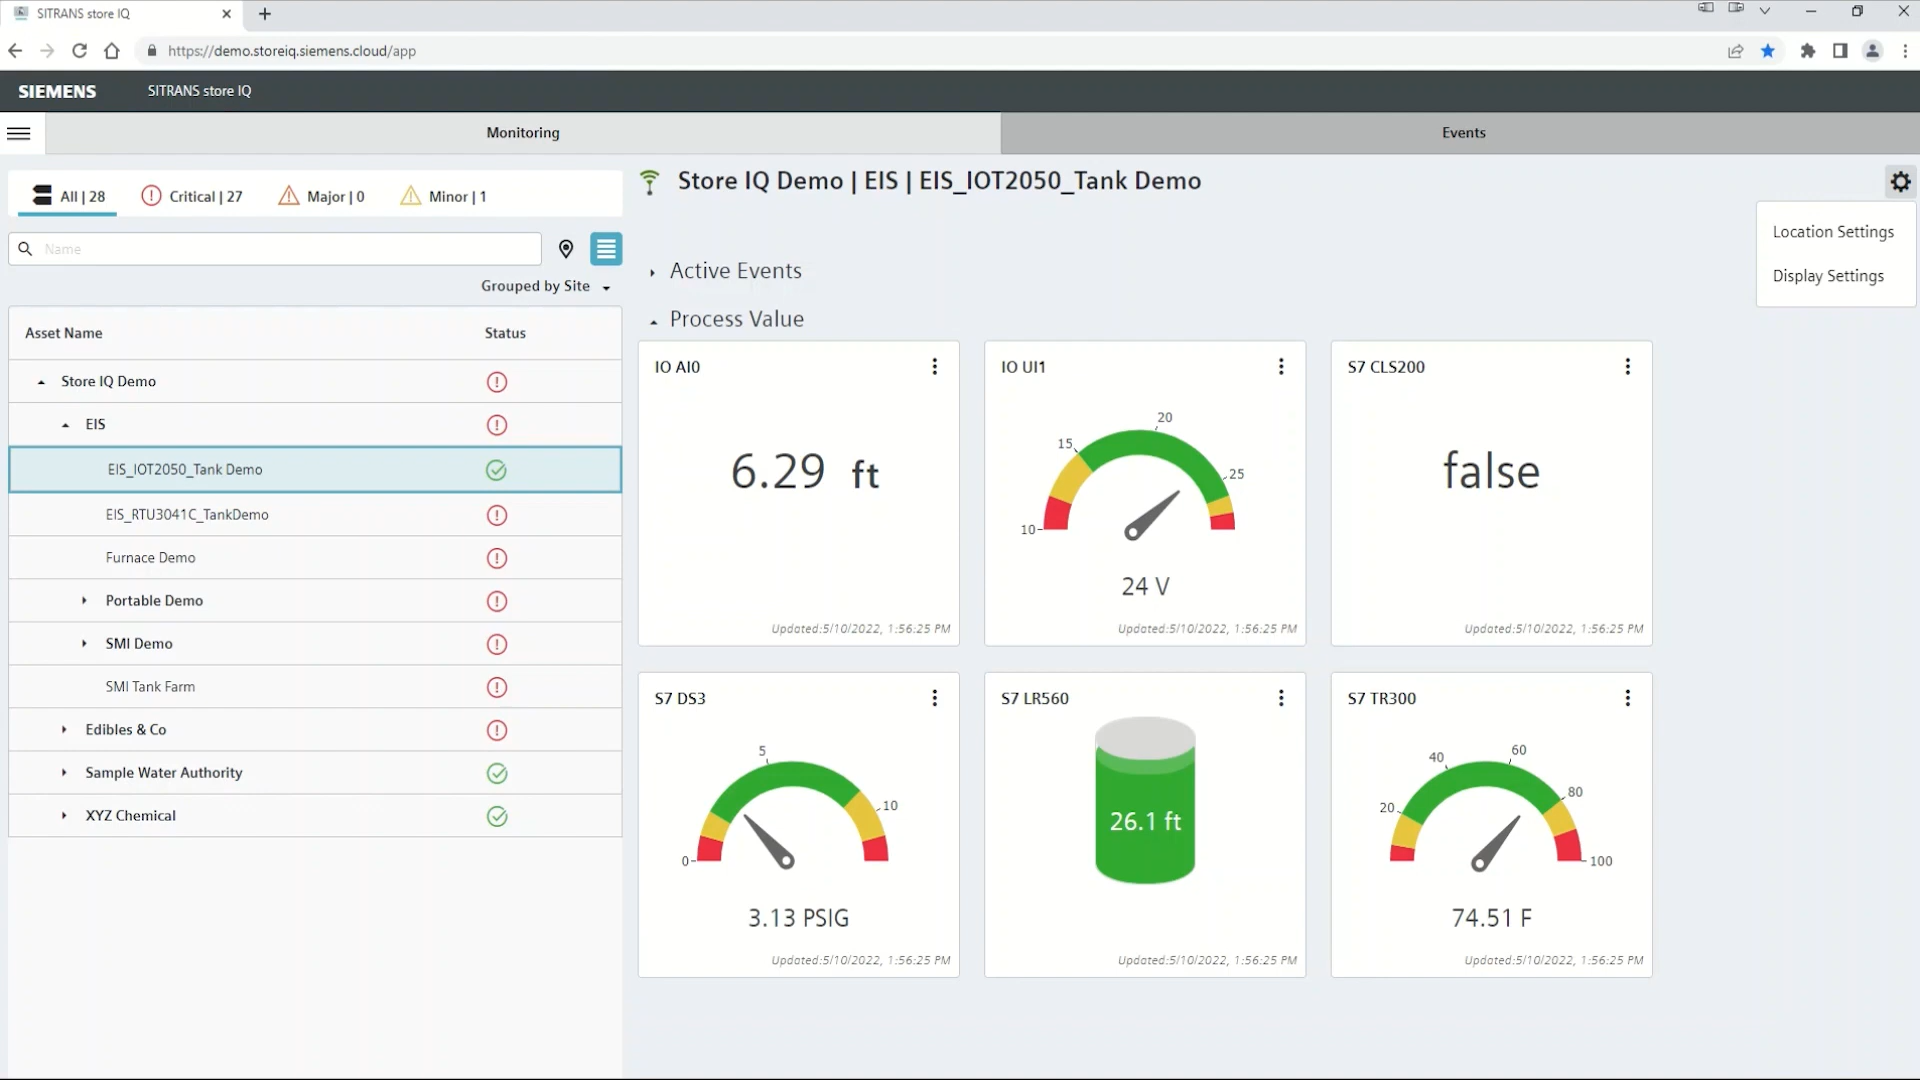 SITRANS store IQ
https://demo.storeiq.siemens.cloud/app
SIEMENS
SITRANS store IQ
Monitoring
Events
All | 28
Critical | 27
Major | 0
Minor | 1
Name
Grouped by Site
Asset Name
Status
Store IQ Demo
EIS
EIS_IOT2050_Tank Demo
EIS_RTU3041C_TankDemo
Furnace Demo
Portable Demo
SMI Demo
SMI Tank Farm
Edibles & Co
Sample Water Authority
XYZ Chemical
Store IQ Demo | EIS | EIS_IOT2050_Tank Demo
Location Settings
Display Settings
Active Events
Process Value
IO AI0
6.29 ft
Updated:5/10/2022, 1:56:25 PM
IO UI1
10
15
20
25
24 V
Updated:5/10/2022, 1:56:25 PM
S7 CLS200
false
Updated:5/10/2022, 1:56:25 PM
S7 DS3
0
5
10
3.13 PSIG
Updated:5/10/2022, 1:56:25 PM
S7 LR560
26.1 ft
Updated:5/10/2022, 1:56:25 PM
S7 TR300
20
40
60
80
100
74.51 F
Updated:5/10/2022, 1:56:25 PM